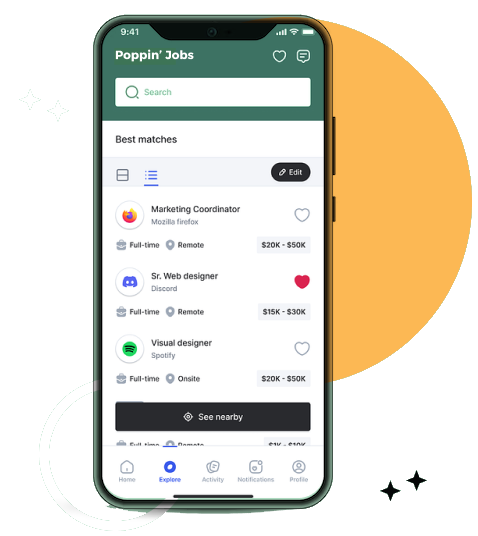 9:41
Poppin' Jobs
Search
Best matches
Edit
Marketing Coordinator
Mozilla firefox
Full-time Remote $20K - $50K
Sr. Web designer
Discord
Full-time Remote $15K - $30K
Visual designer
Spotify
Full-time Onsite $20K - $50K
See nearby
Full-time Remote $1K - $10K
Home Explore Activity Notifications Profile